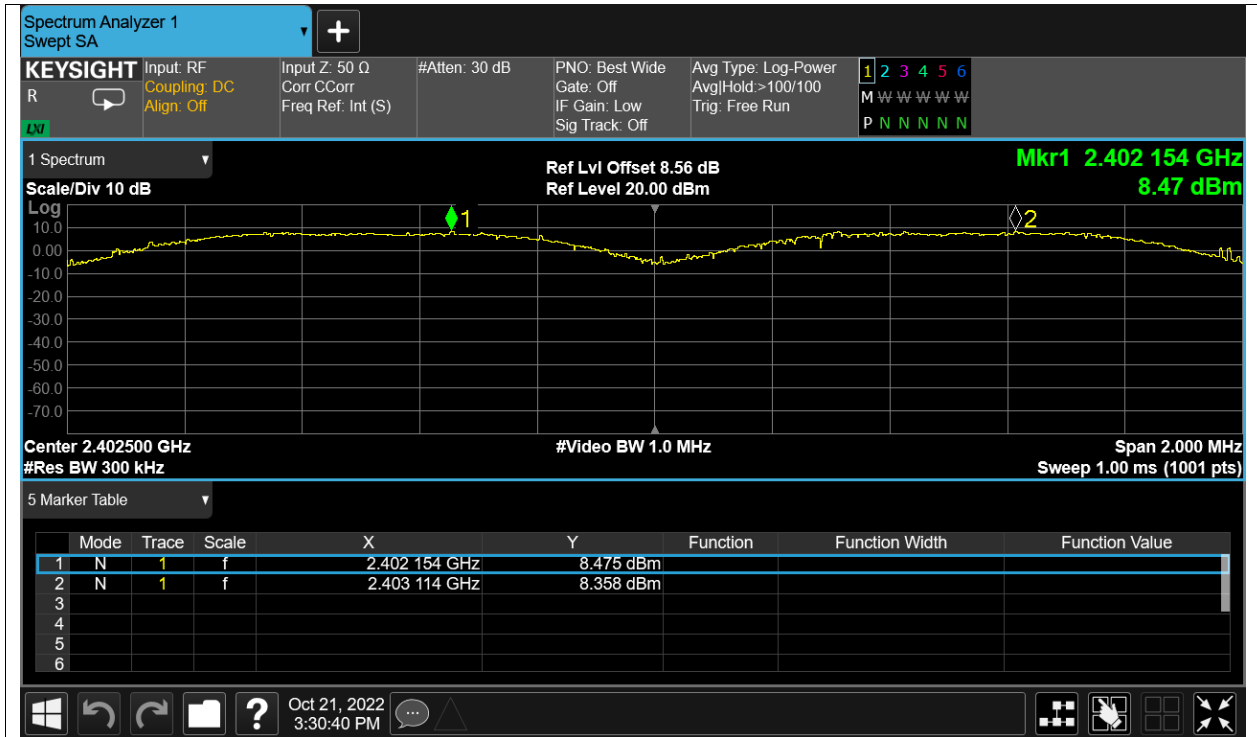 Spectrum Analyzer 1
Swept SA
+
KEYSIGHT
R
LXI
Input: RF
Coupling: DC
Align: Off
Input Z: 50 Ω
Corr CCorr
Freq Ref: Int (S)
#Atten: 30 dB
PNO: Best Wide
Gate: Off
IF Gain: Low
Sig Track: Off
Avg Type: Log-Power
Avg|Hold:>100/100
Trig: Free Run
1 2 3 4 5 6
M W W W W W
P N N N N N
1 Spectrum
Scale/Div 10 dB
Ref Lvl Offset 8.56 dB
Ref Level 20.00 dBm
Mkr1 2.402 154 GHz
8.47 dBm
Log
1
2
10.0
0.00
-10.0
-20.0
-30.0
-40.0
-50.0
-60.0
-70.0
Center 2.402500 GHz
#Video BW 1.0 MHz
Span 2.000 MHz
#Res BW 300 kHz
Sweep 1.00 ms (1001 pts)
5 Marker Table
Mode Trace Scale X Y Function Function Width Function Value
1 N 1 f 2.402 154 GHz 8.475 dBm
2 N 1 f 2.403 114 GHz 8.358 dBm
3
4
5
6
?
Oct 21, 2022
3:30:40 PM